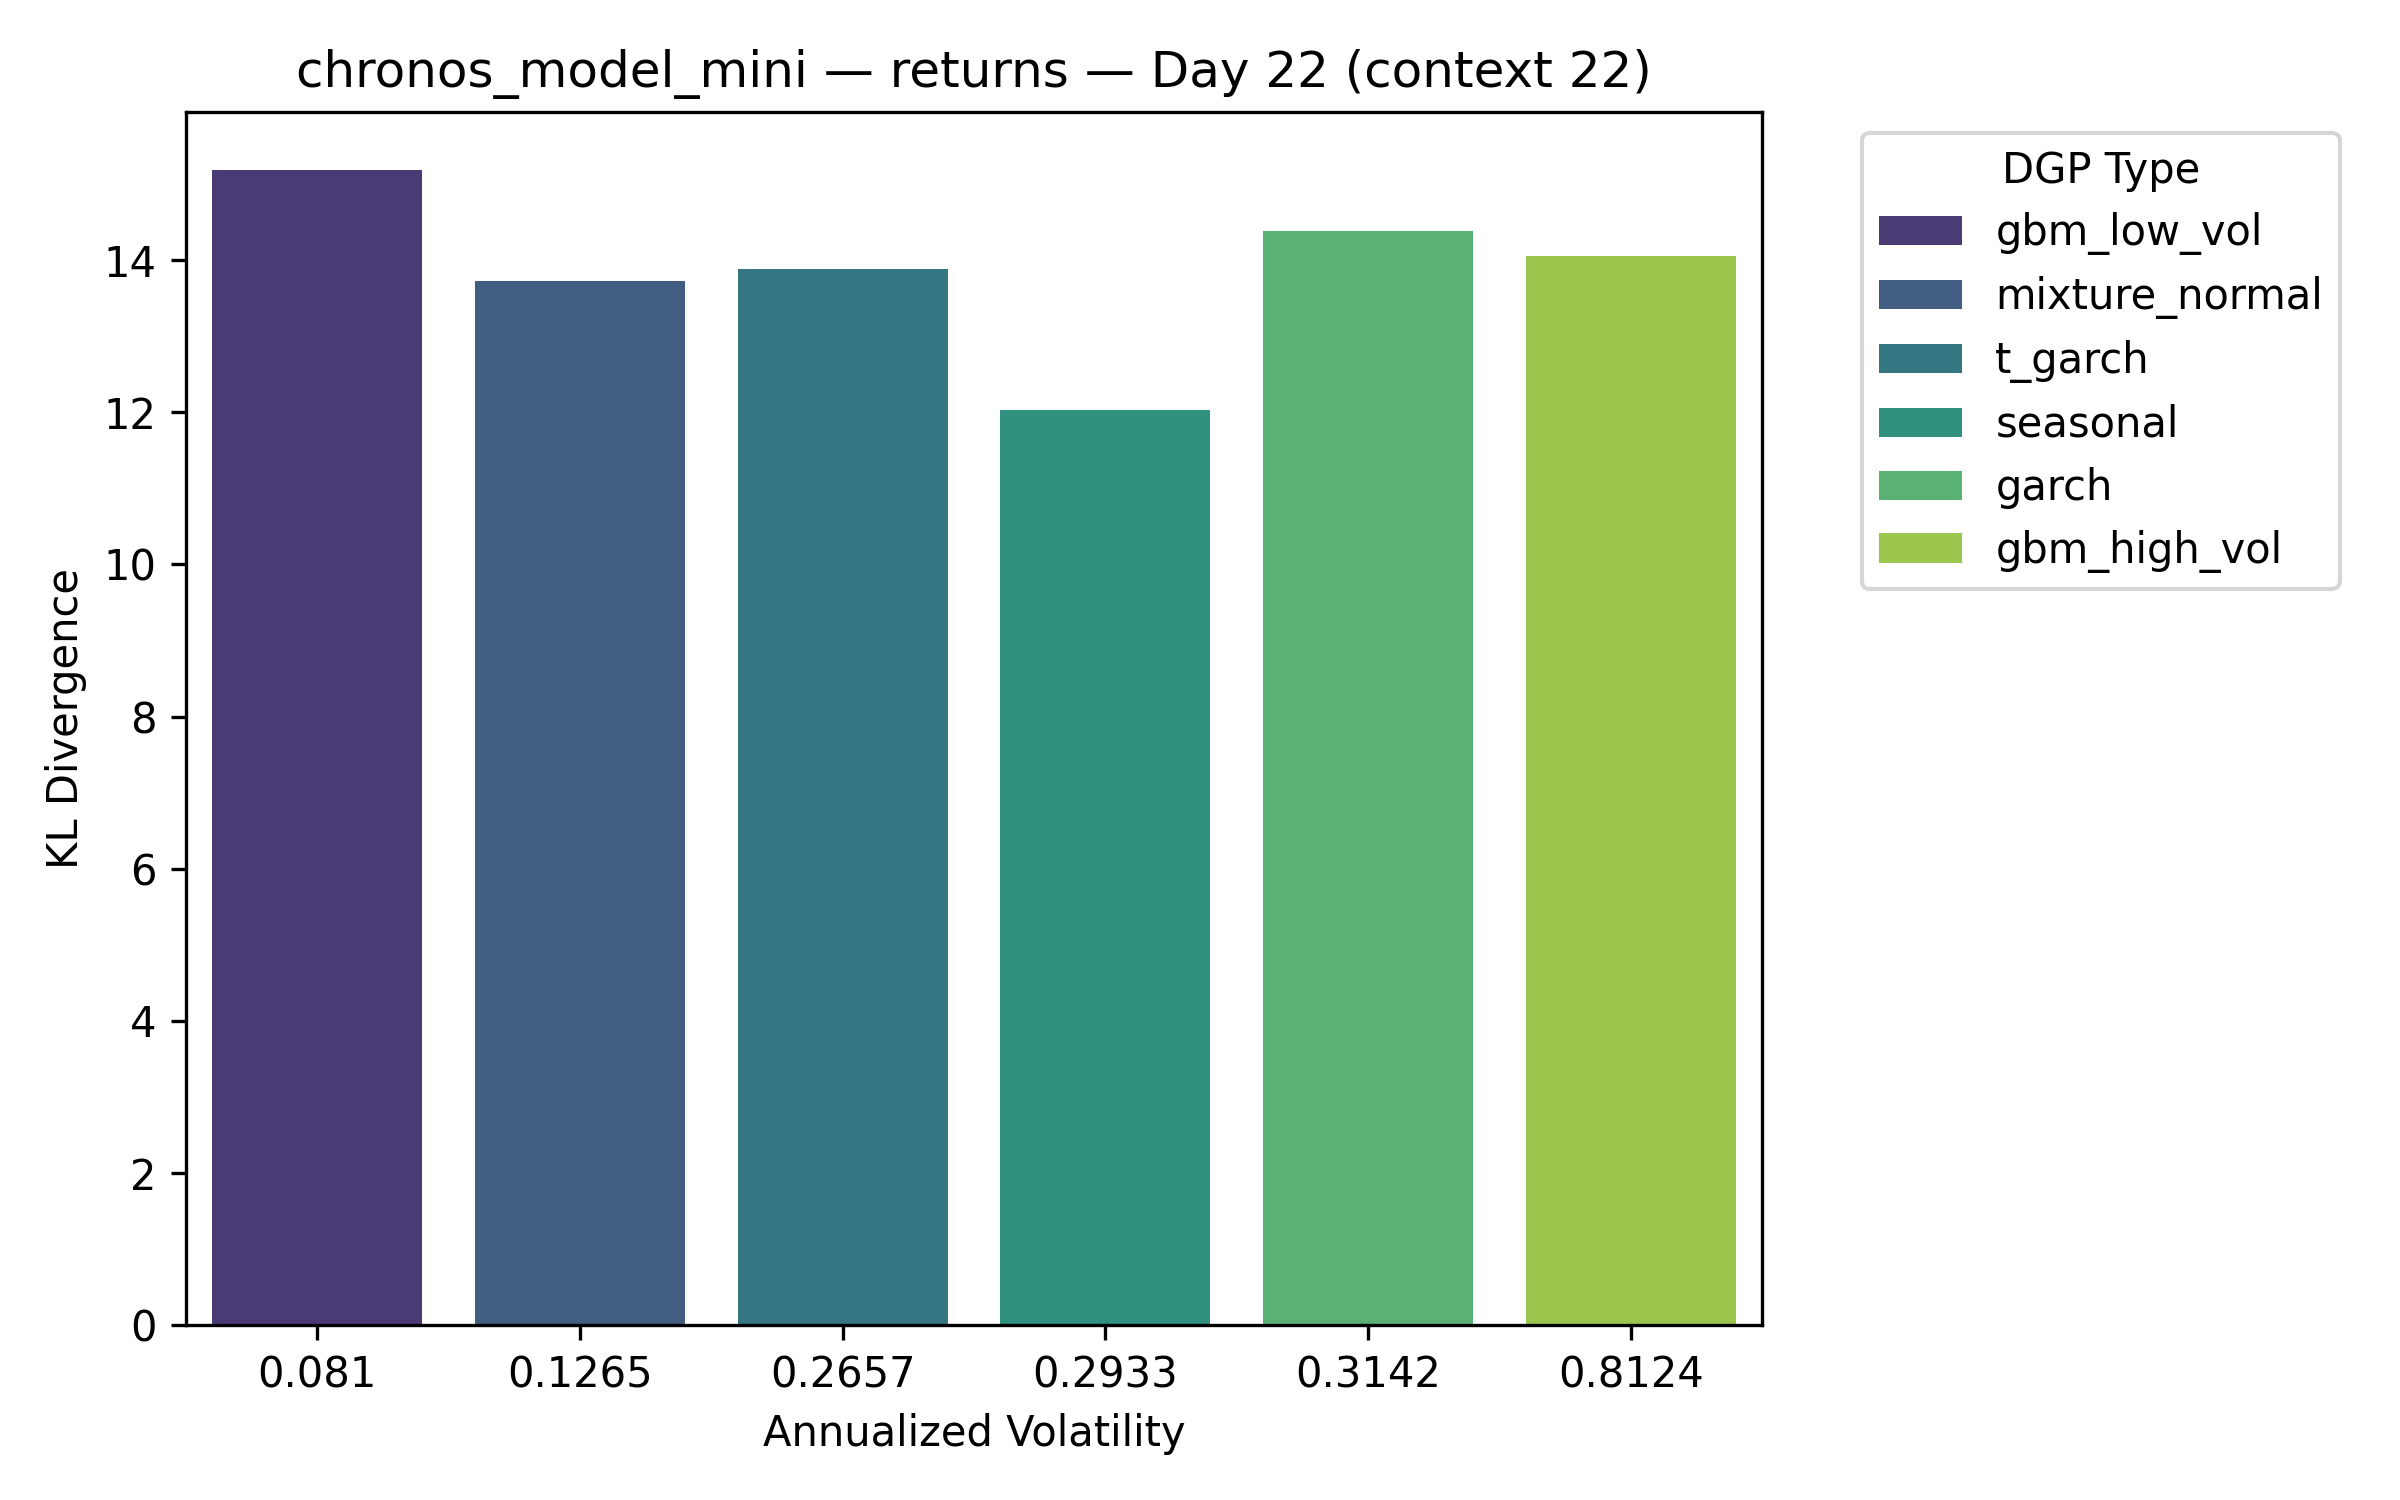 chronos_model_mini — returns — Day 22 (context 22)
KL Divergence
14
12
10
8
6
4
2
0
0.081 0.1265 0.2657 0.2933 0.3142 0.8124
Annualized Volatility
DGP Type
gbm_low_vol
mixture_normal
t_garch
seasonal
garch
gbm_high_vol